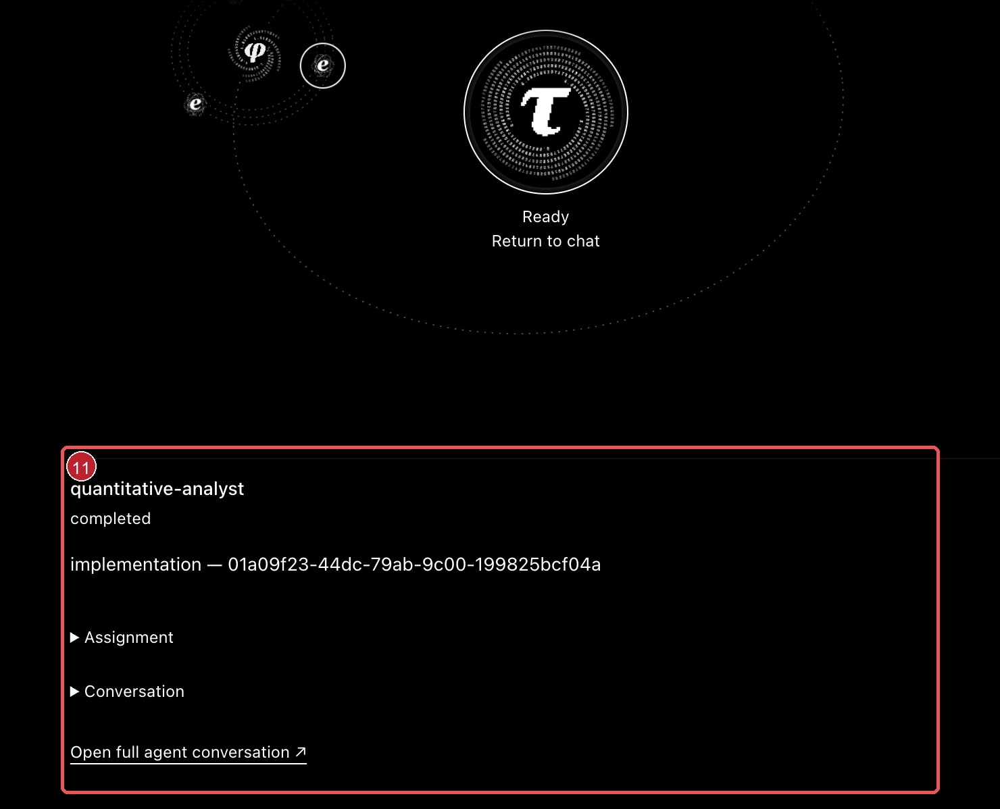 φ
e
e
τ
Ready
Return to chat
11
quantitative-analyst
completed
implementation — 01a09f23-44dc-79ab-9c00-199825bcf04a
▶ Assignment
▶ Conversation
Open full agent conversation ↗